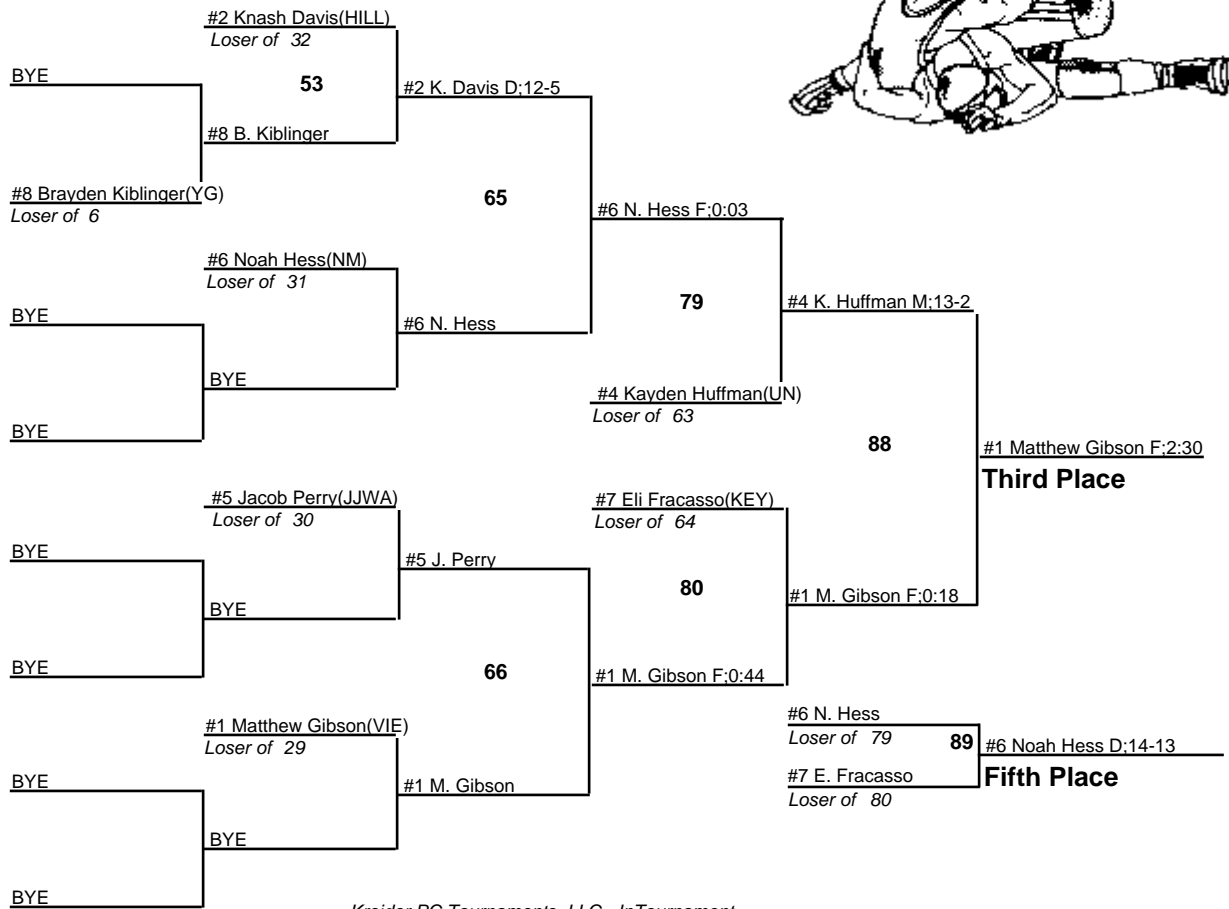 #2 Knash Davis(HILL)
Loser of 32
BYE
53
#2 K. Davis D;12-5
#8 B. Kiblinger
#8 Brayden Kiblinger(YG)
Loser of 6
65
#6 N. Hess F;0:03
#6 Noah Hess(NM)
Loser of 31
79
#4 K. Huffman M;13-2
BYE
#6 N. Hess
BYE
#4 Kayden Huffman(UN)
Loser of 63
BYE
88
#1 Matthew Gibson F;2:30
Third Place
#5 Jacob Perry(JJWA)
Loser of 30
#7 Eli Fracasso(KEY)
Loser of 64
BYE
#5 J. Perry
80
#1 M. Gibson F;0:18
BYE
BYE
66
#1 M. Gibson F;0:44
#1 Matthew Gibson(VIE)
Loser of 29
#6 N. Hess
Loser of 79
89
#6 Noah Hess D;14-13
Fifth Place
BYE
#1 M. Gibson
#7 E. Fracasso
Loser of 80
BYE
BYE
Kreider PC Tournaments, LLC - InTournament